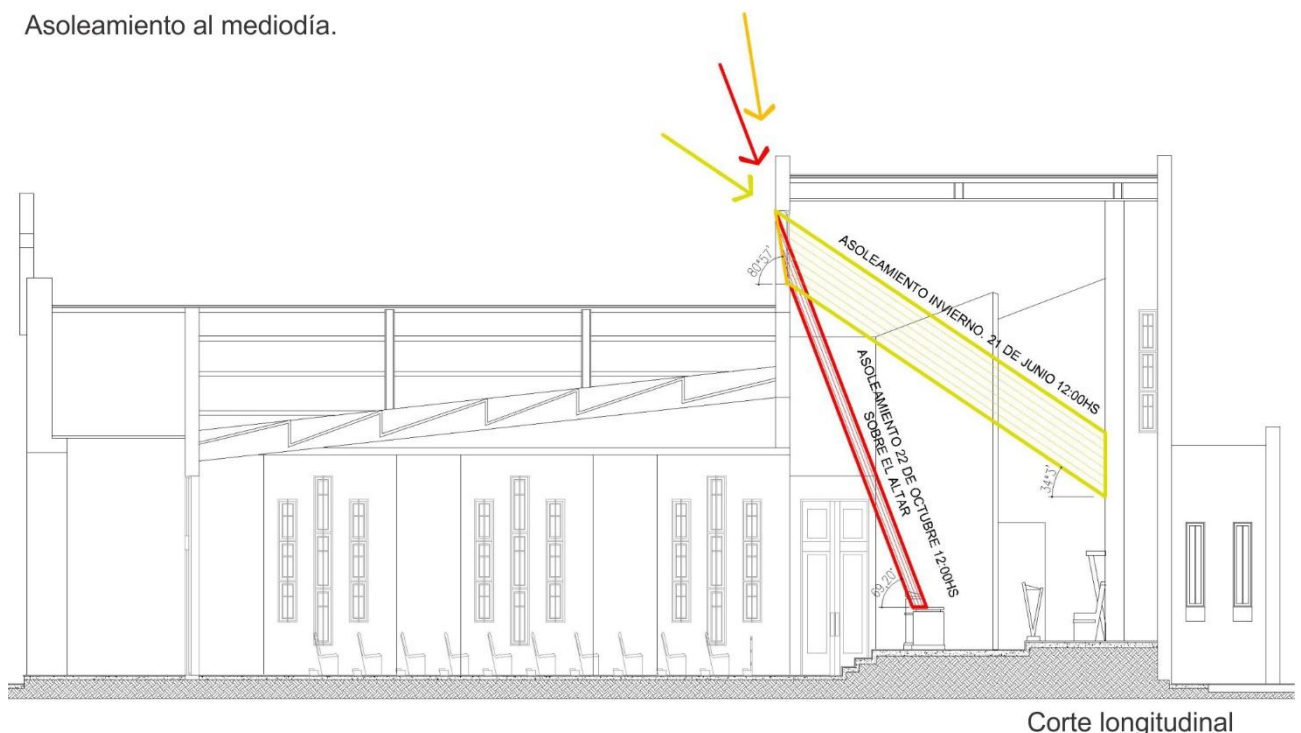 Asoleamiento al mediodía.
80°57'
ASOLEAMIENTO INVIERNO. 21 DE JUNIO 12:00HS
ASOLEAMIENTO 22 DE OCTUBRE 12:00HS
SOBRE EL ALTAR
34°3'
69,20'
Corte longitudinal